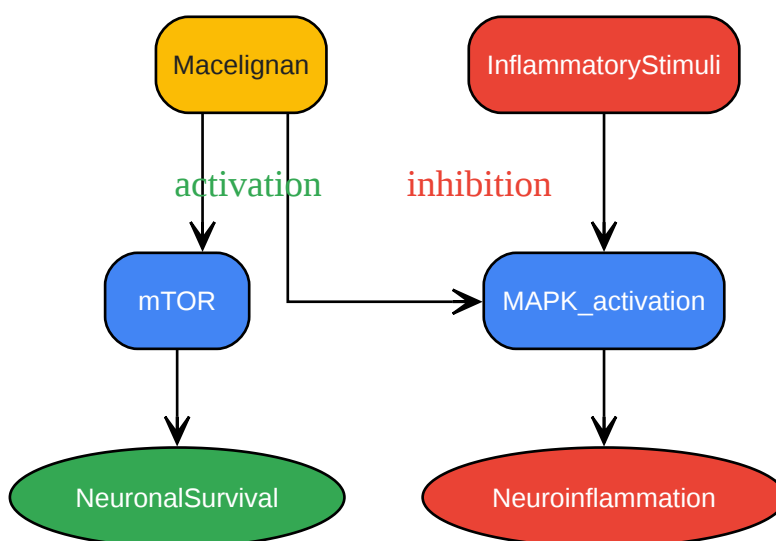 Macelignan
InflammatoryStimuli
activation
inhibition
mTOR
MAPK_activation
NeuronalSurvival
Neuroinflammation